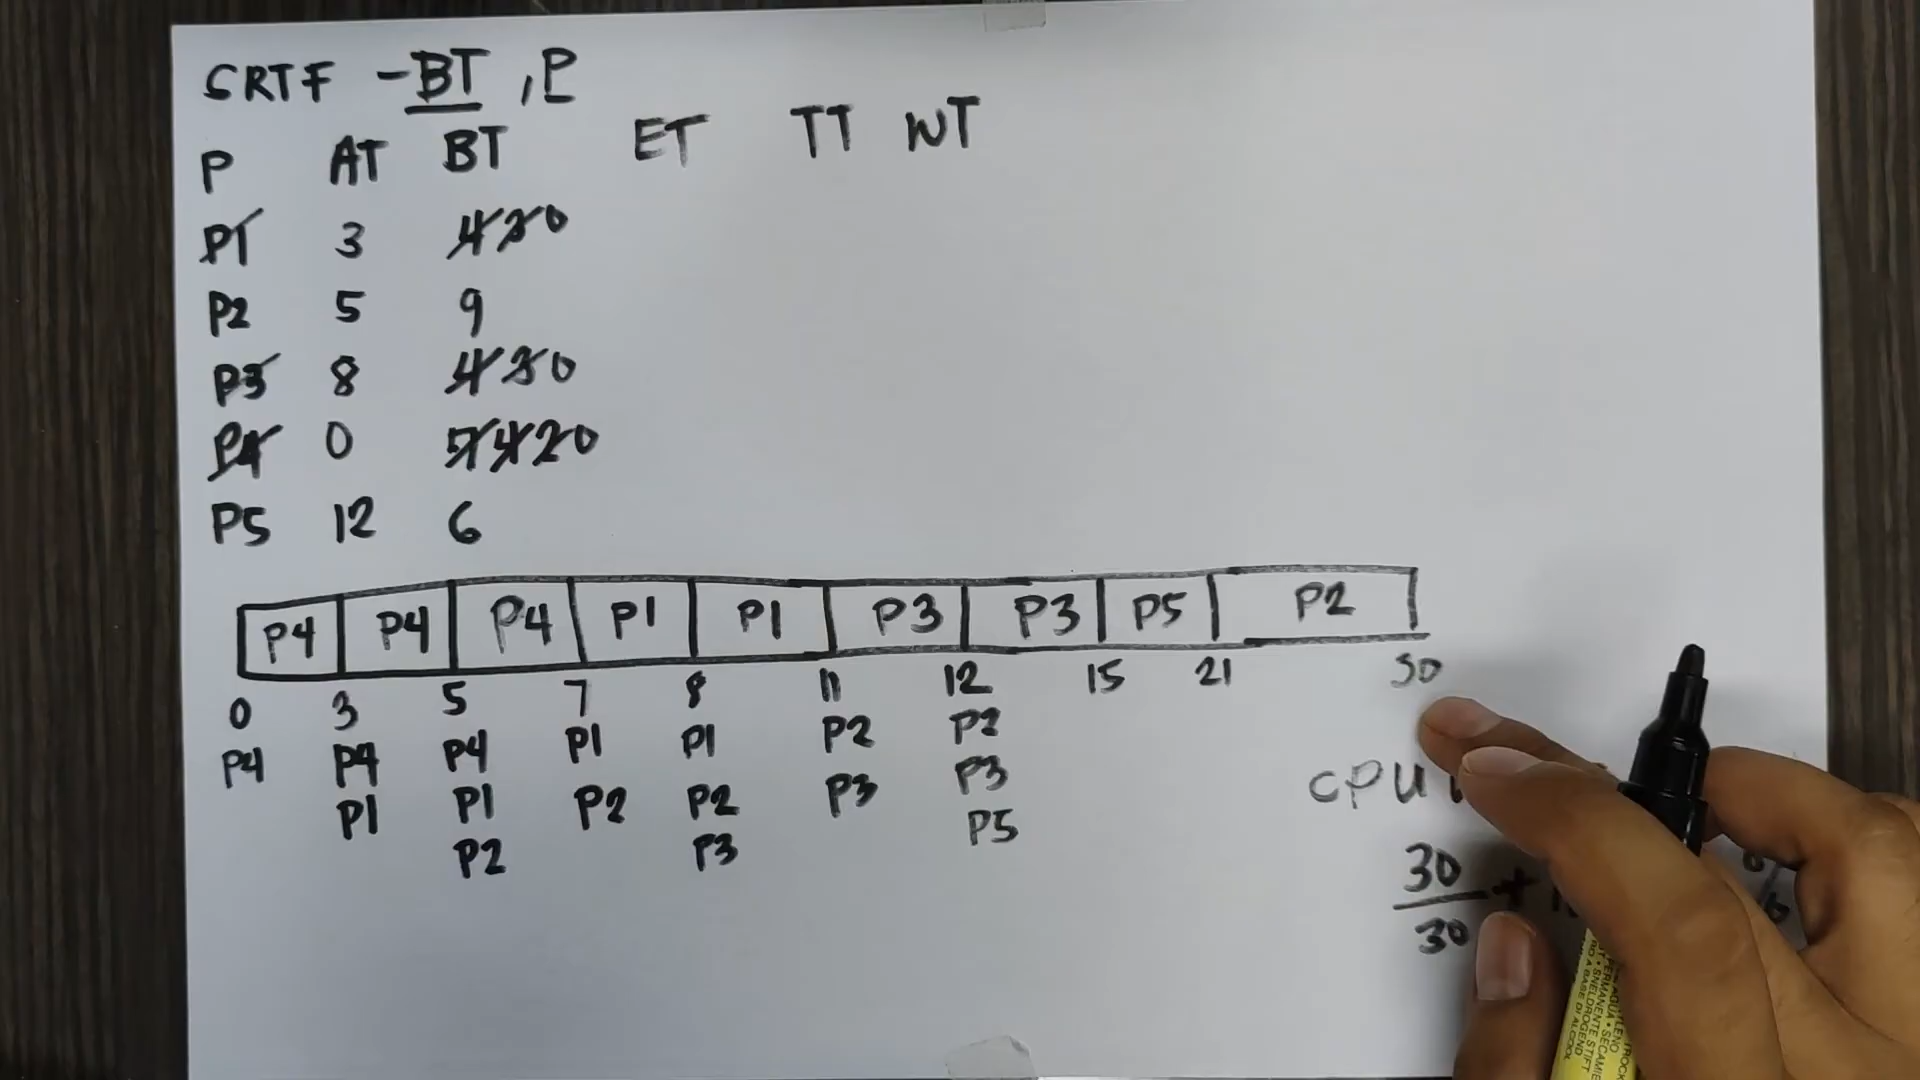 SRTF - BT, P
P AT BT ET TT WT
P1 3 4 3 0
P2 5 9
P3 8 4 3 0
P4 0 7 4 2 0
P5 12 6
P4 P4 P4 P1 P1 P3 P3 P5 P2
0 3 5 7 8 11 12 15 21 30
P4 P4 P4 P1 P1 P2 P2
P1 P1 P2 P2 P3 P3
P2 P3 P5
CPU
30
30